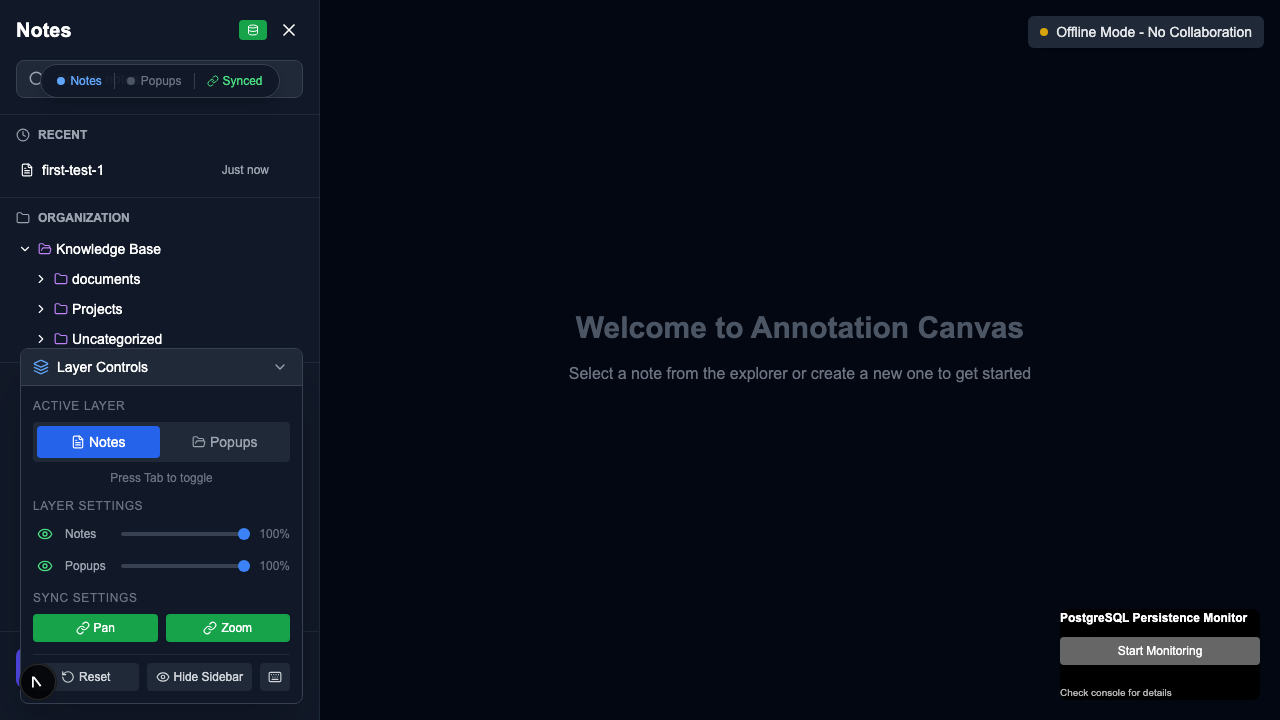 Notes
Offline Mode - No Collaboration
Notes
Popups
Synced
RECENT
first-test-1
Just now
ORGANIZATION
Knowledge Base
documents
Projects
Uncategorized
Layer Controls
ACTIVE LAYER
Notes
Popups
Press Tab to toggle
LAYER SETTINGS
Notes
100%
Popups
100%
SYNC SETTINGS
Pan
Zoom
Reset
Hide Sidebar
Welcome to Annotation Canvas
Select a note from the explorer or create a new one to get started
PostgreSQL Persistence Monitor
Start Monitoring
Check console for details